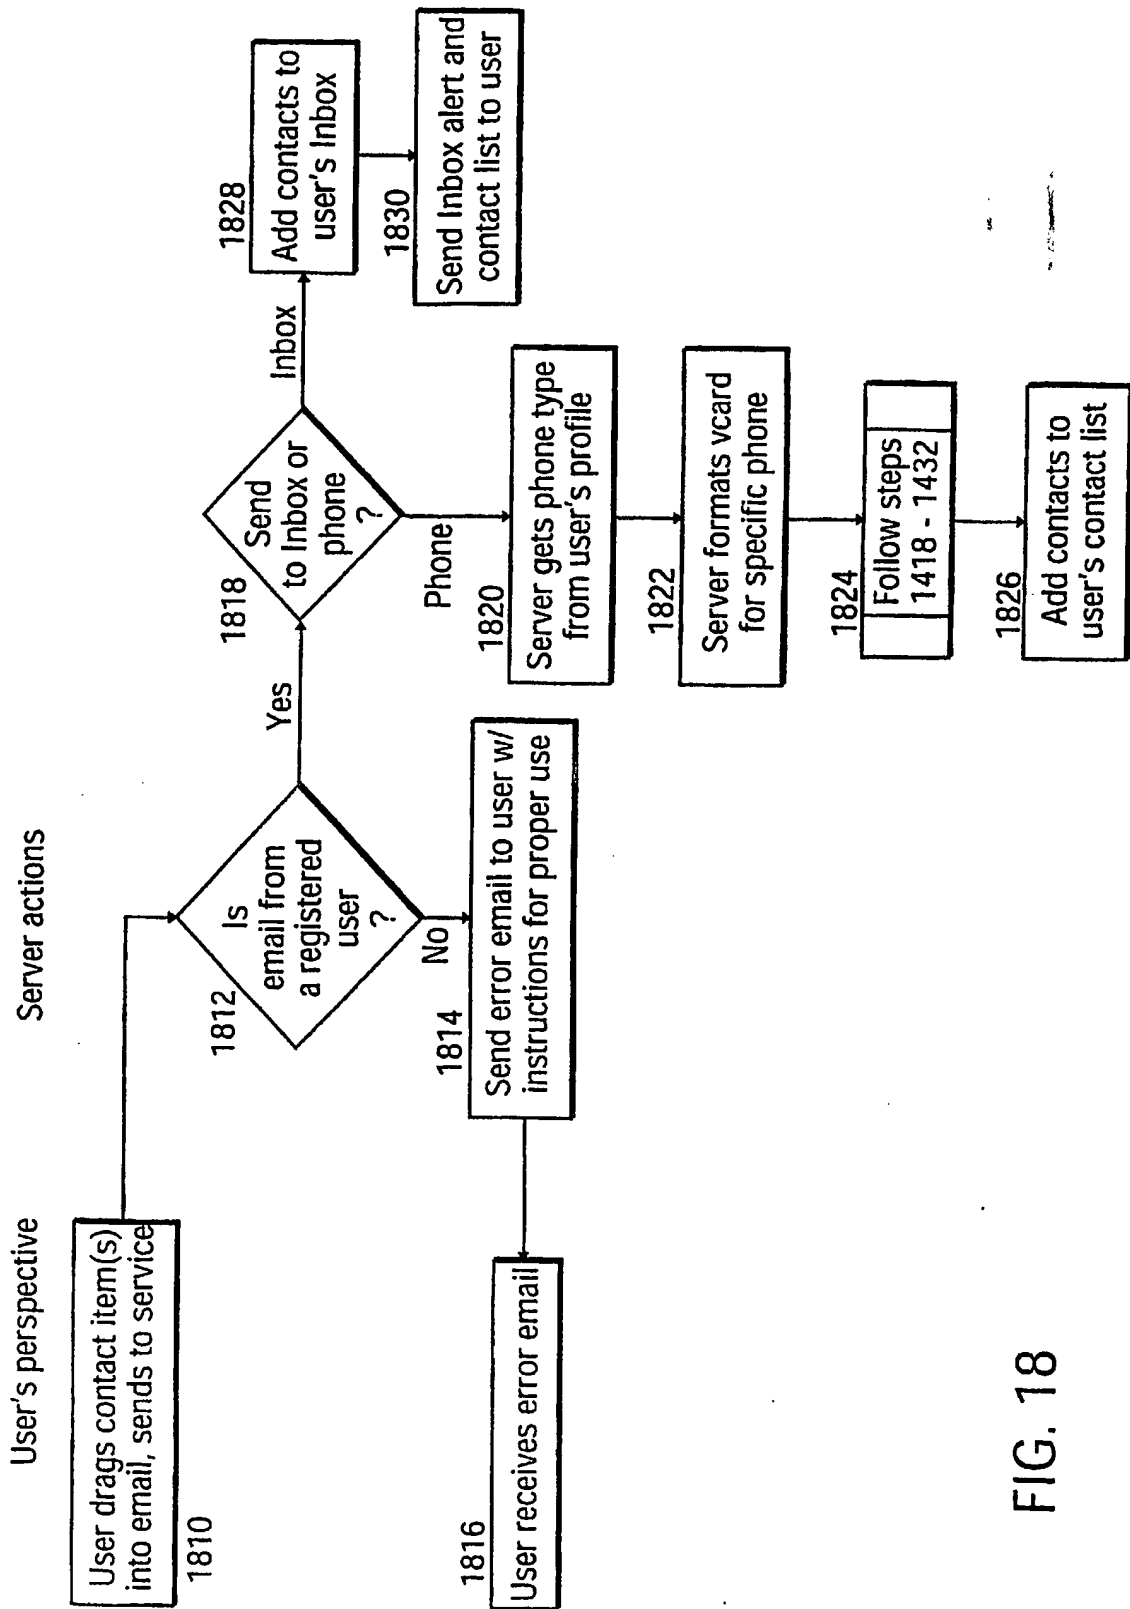 User's perspective
Server actions
User drags contact item(s)
into email, sends to service
1810
1812
Is
email from
a registered
user
?
Yes
No
1814
Send error email to user w/
instructions for proper use
1816
User receives error email
1818
Send
to Inbox or
phone
?
Inbox
Phone
1820
Server gets phone type
from user's profile
1822
Server formats vcard
for specific phone
1824
Follow steps
1418 - 1432
1826
Add contacts to
user's contact list
1828
Add contacts to
user's Inbox
1830
Send Inbox alert and
contact list to user
FIG. 18